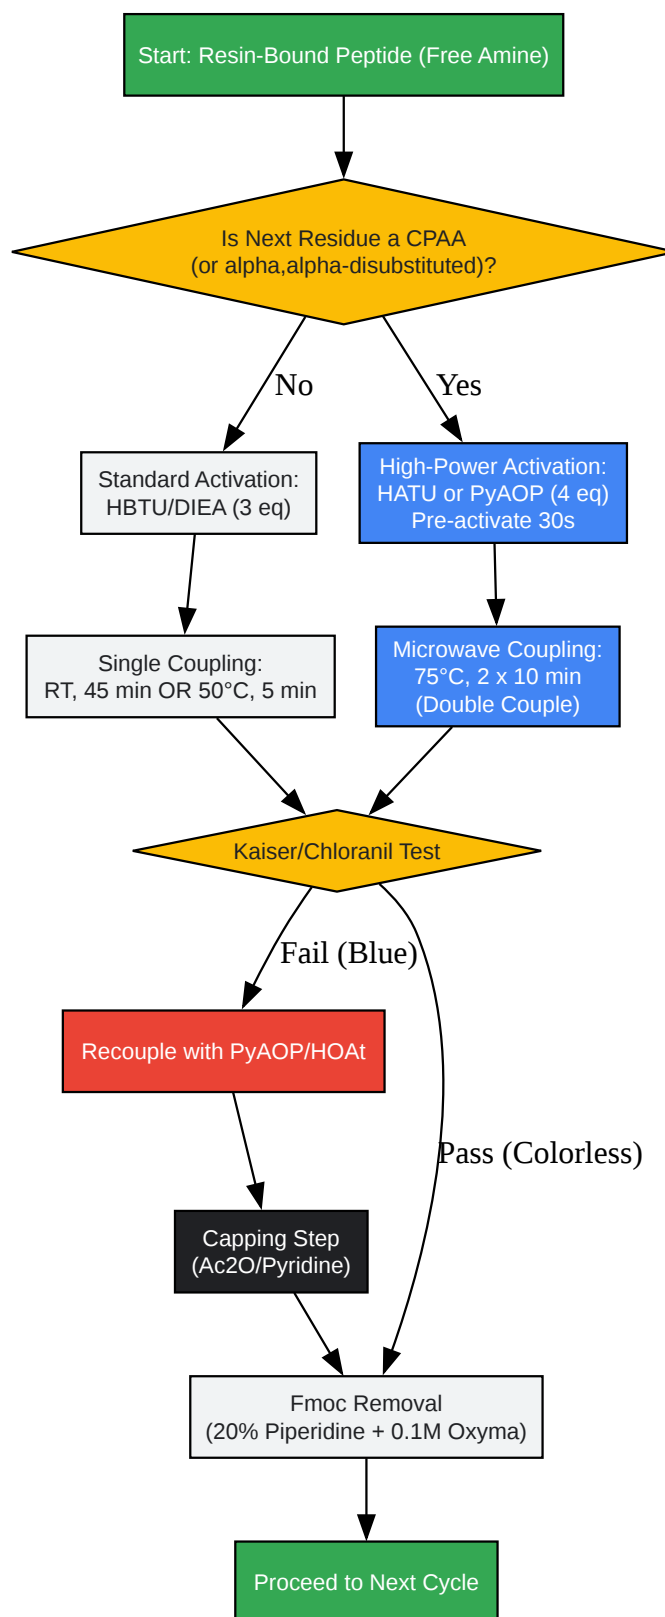 Start: Resin-Bound Peptide (Free Amine)
Is Next Residue a CPAA
(or alpha,alpha-disubstituted)?
No
Yes
Standard Activation:
HBTU/DIEA (3 eq)
High-Power Activation:
HATU or PyAOP (4 eq)
Pre-activate 30s
Single Coupling:
RT, 45 min OR 50°C, 5 min
Microwave Coupling:
75°C, 2 x 10 min
(Double Couple)
Kaiser/Chloranil Test
Fail (Blue)
Recouple with PyAOP/HOAt
Pass (Colorless)
Capping Step
(Ac2O/Pyridine)
Fmoc Removal
(20% Piperidine + 0.1M Oxyma)
Proceed to Next Cycle